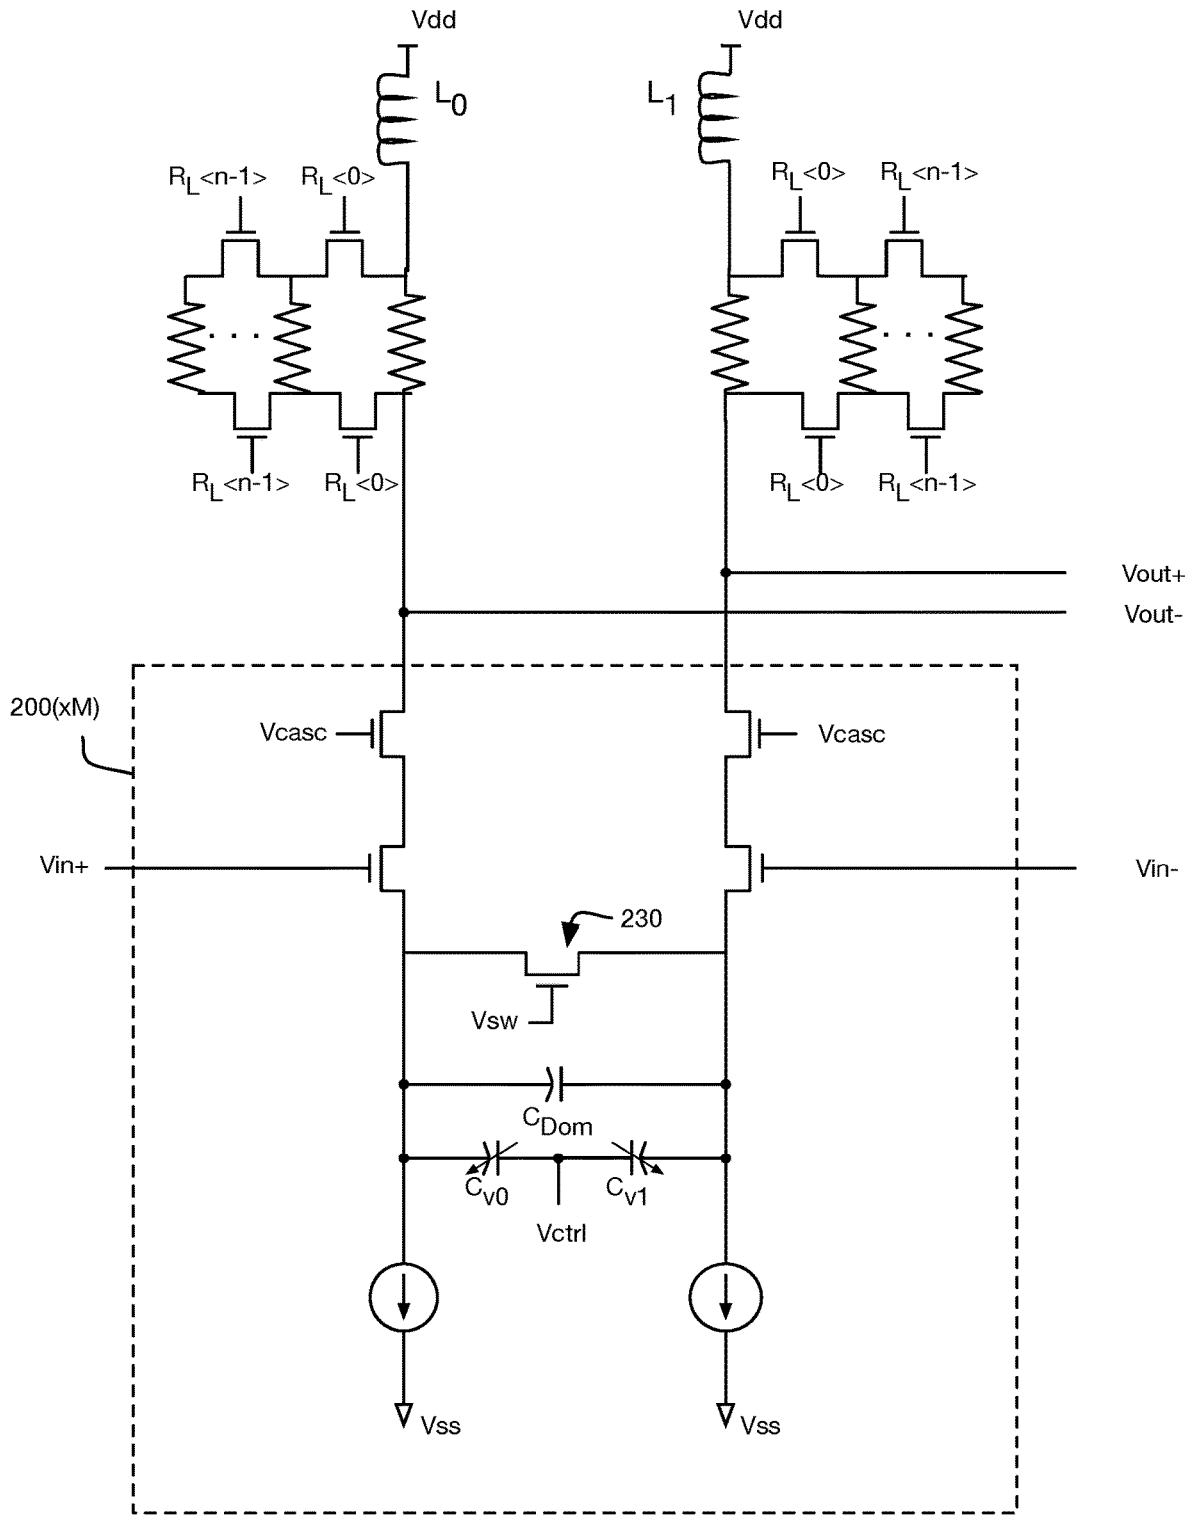 Vdd
Vdd
L0
L1
RL<n-1>
RL<0>
RL<0>
RL<n-1>
RL<n-1>
RL<0>
RL<0>
RL<n-1>
Vout+
Vout-
200(xM)
Vcasc
Vcasc
Vin+
Vin-
230
Vsw
CDom
Cv0
Cv1
Vctrl
Vss
Vss